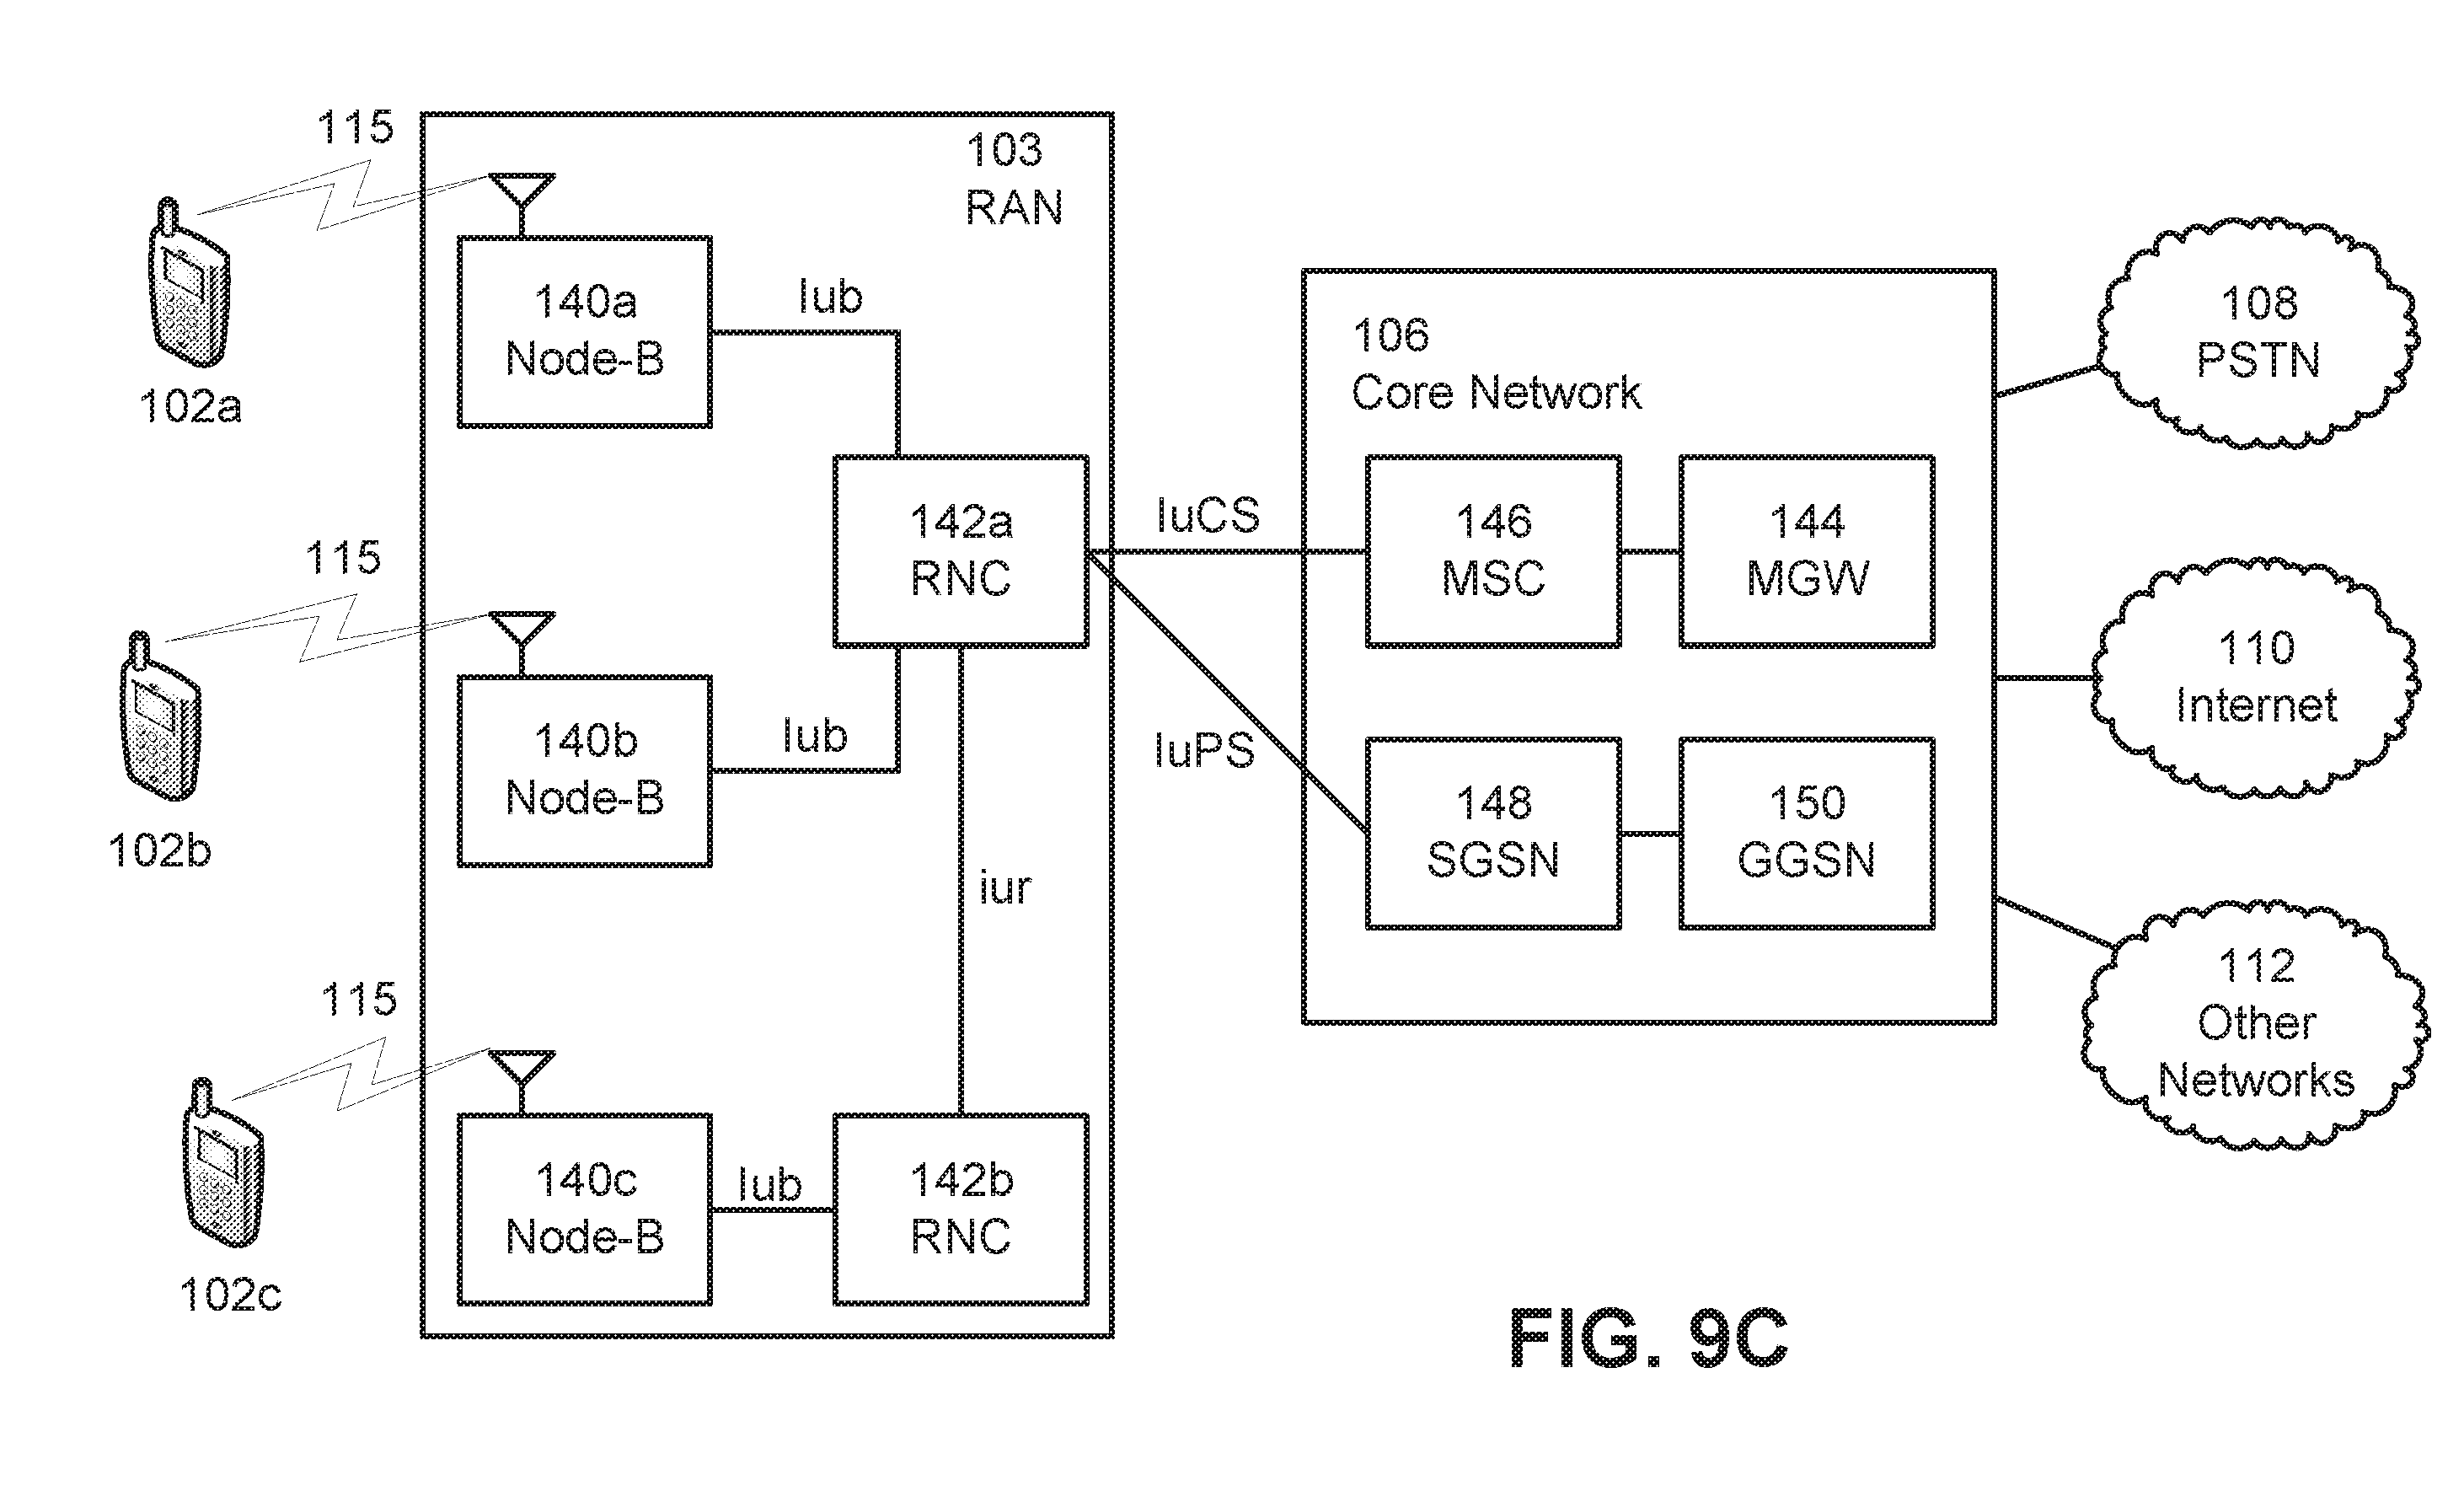 115
103
RAN
102a
140a
Node-B
Iub
106
Core Network
108
PSTN
115
142a
RNC
IuCS
146
MSC
144
MGW
102b
140b
Node-B
Iub
IuPS
110
Internet
148
SGSN
150
GGSN
iur
115
112
Other
Networks
102c
140c
Node-B
Iub
142b
RNC
FIG. 9C